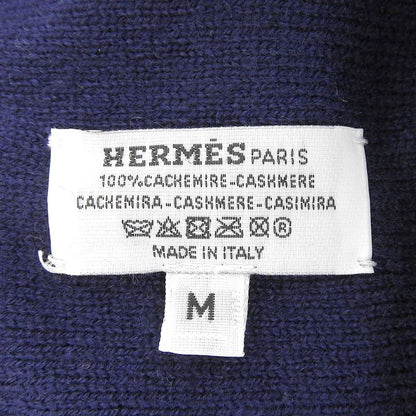 HERMÈS PARIS
100%CACHEMIRE-CASHMERE
CACHEMIRA-CASHMERE-CASIMIRA
®
MADE IN ITALY
M